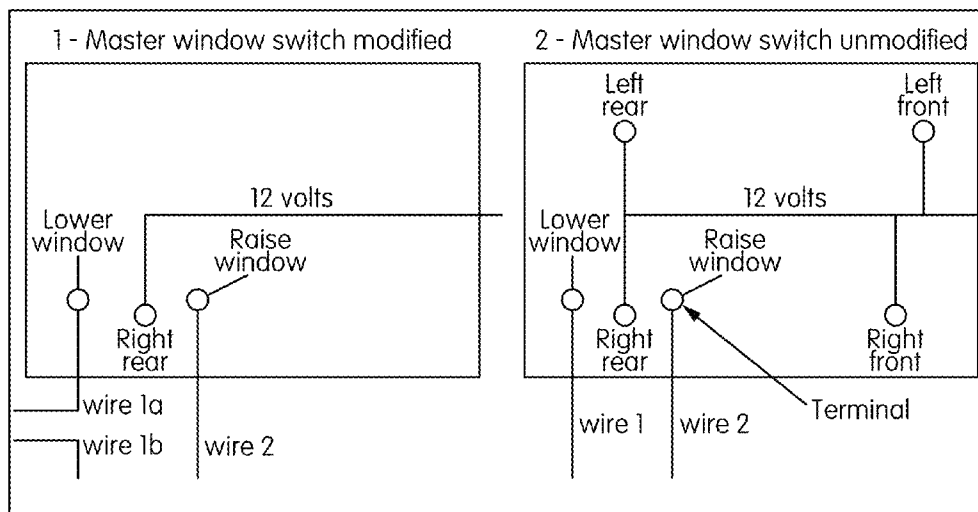 1 - Master window switch modified
12 volts
Lower
window
Raise
window
Right
rear
wire 1a
wire 1b
wire 2
2 - Master window switch unmodified
Left
rear
Left
front
12 volts
Lower
window
Raise
window
Right
rear
Right
front
wire 1
wire 2
Terminal